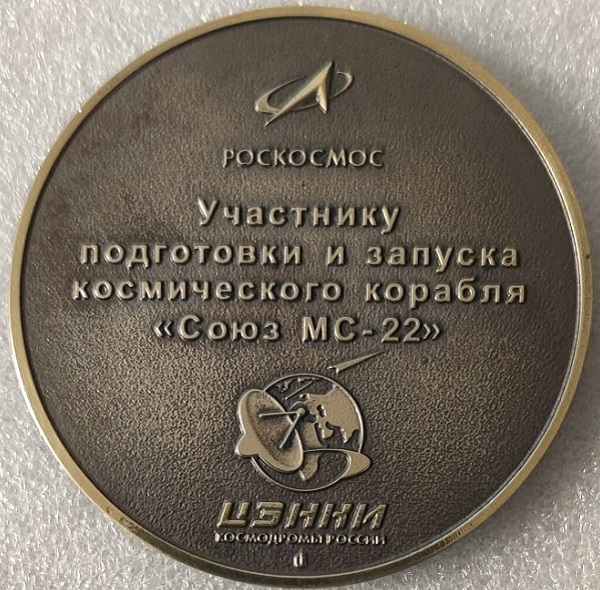 РОСКОСМОС
Участнику
подготовки и запуска
космического корабля
«Союз МС-22»
ЦЭНКИ
КОСМОДРОМЫ РОССИИ